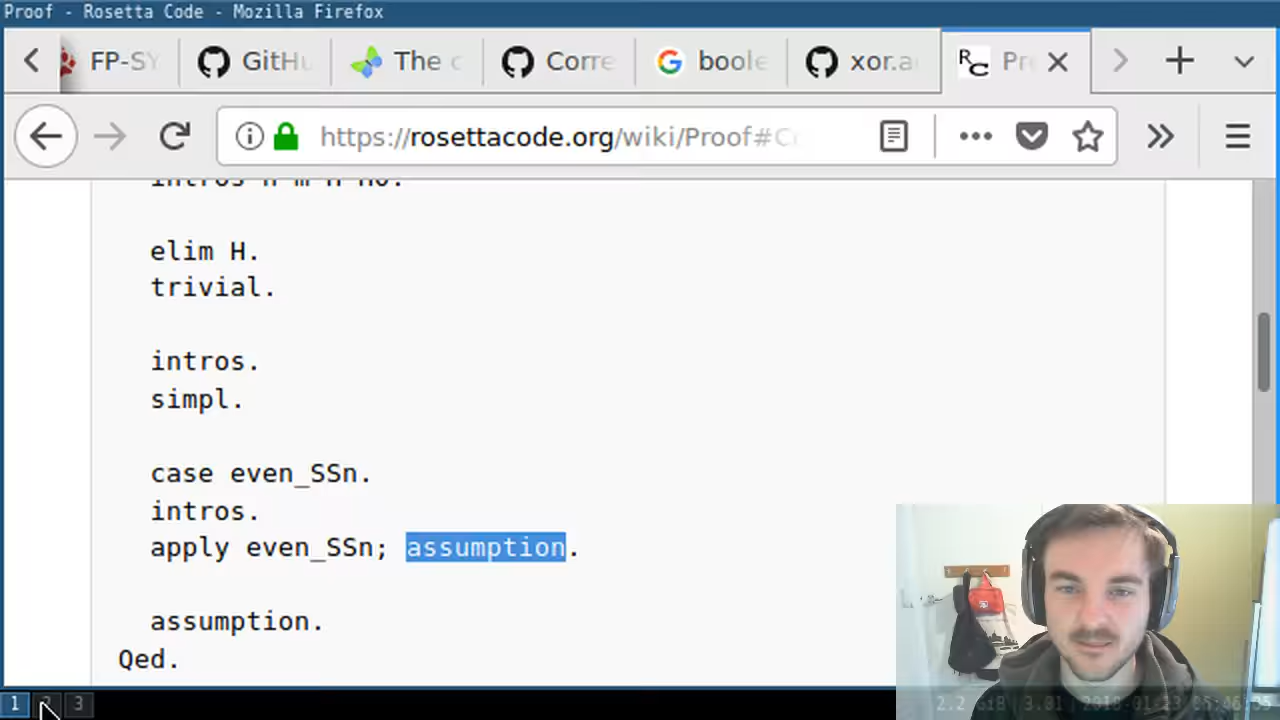 Proof - Rosetta Code - Mozilla Firefox
FP-SY GitHu The c Corre boole xor.a Pr
https://rosettacode.org/wiki/Proof#C
elim H.
trivial.
intros.
simpl.
case even_SSn.
intros.
apply even_SSn; assumption.
assumption.
Qed.
1 2 3